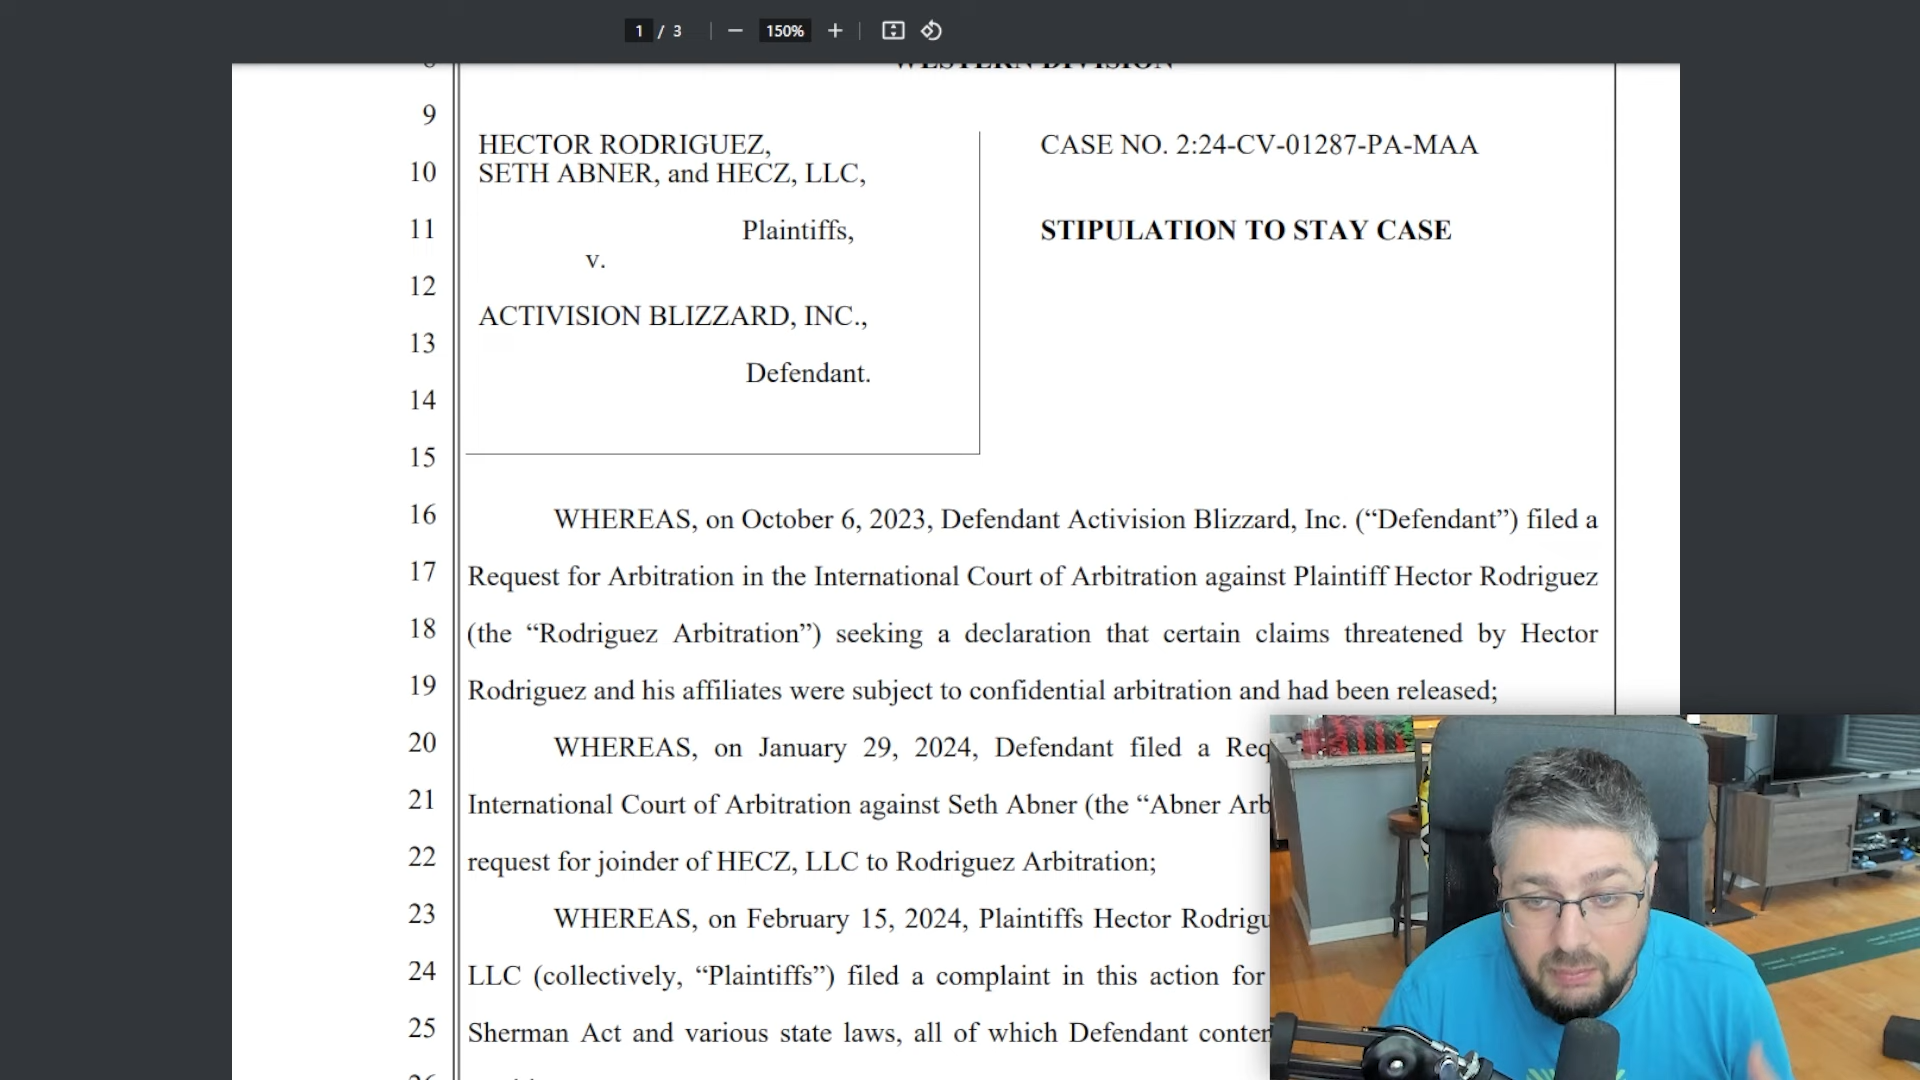 1 / 3
150%
WESTERN DIVISION
9
HECTOR RODRIGUEZ,
CASE NO. 2:24-CV-01287-PA-MAA
10
SETH ABNER, and HECZ, LLC,
11
Plaintiffs,
STIPULATION TO STAY CASE
v.
12
ACTIVISION BLIZZARD, INC.,
13
Defendant.
14
15
16 WHEREAS, on October 6, 2023, Defendant Activision Blizzard, Inc. (“Defendant”) filed a
17 Request for Arbitration in the International Court of Arbitration against Plaintiff Hector Rodriguez
18 (the “Rodriguez Arbitration”) seeking a declaration that certain claims threatened by Hector
19 Rodriguez and his affiliates were subject to confidential arbitration and had been released;
20 WHEREAS, on January 29, 2024, Defendant filed a Req
21 International Court of Arbitration against Seth Abner (the “Abner Arb
22 request for joinder of HECZ, LLC to Rodriguez Arbitration;
23 WHEREAS, on February 15, 2024, Plaintiffs Hector Rodrigu
24 LLC (collectively, “Plaintiffs”) filed a complaint in this action for
25 Sherman Act and various state laws, all of which Defendant conten